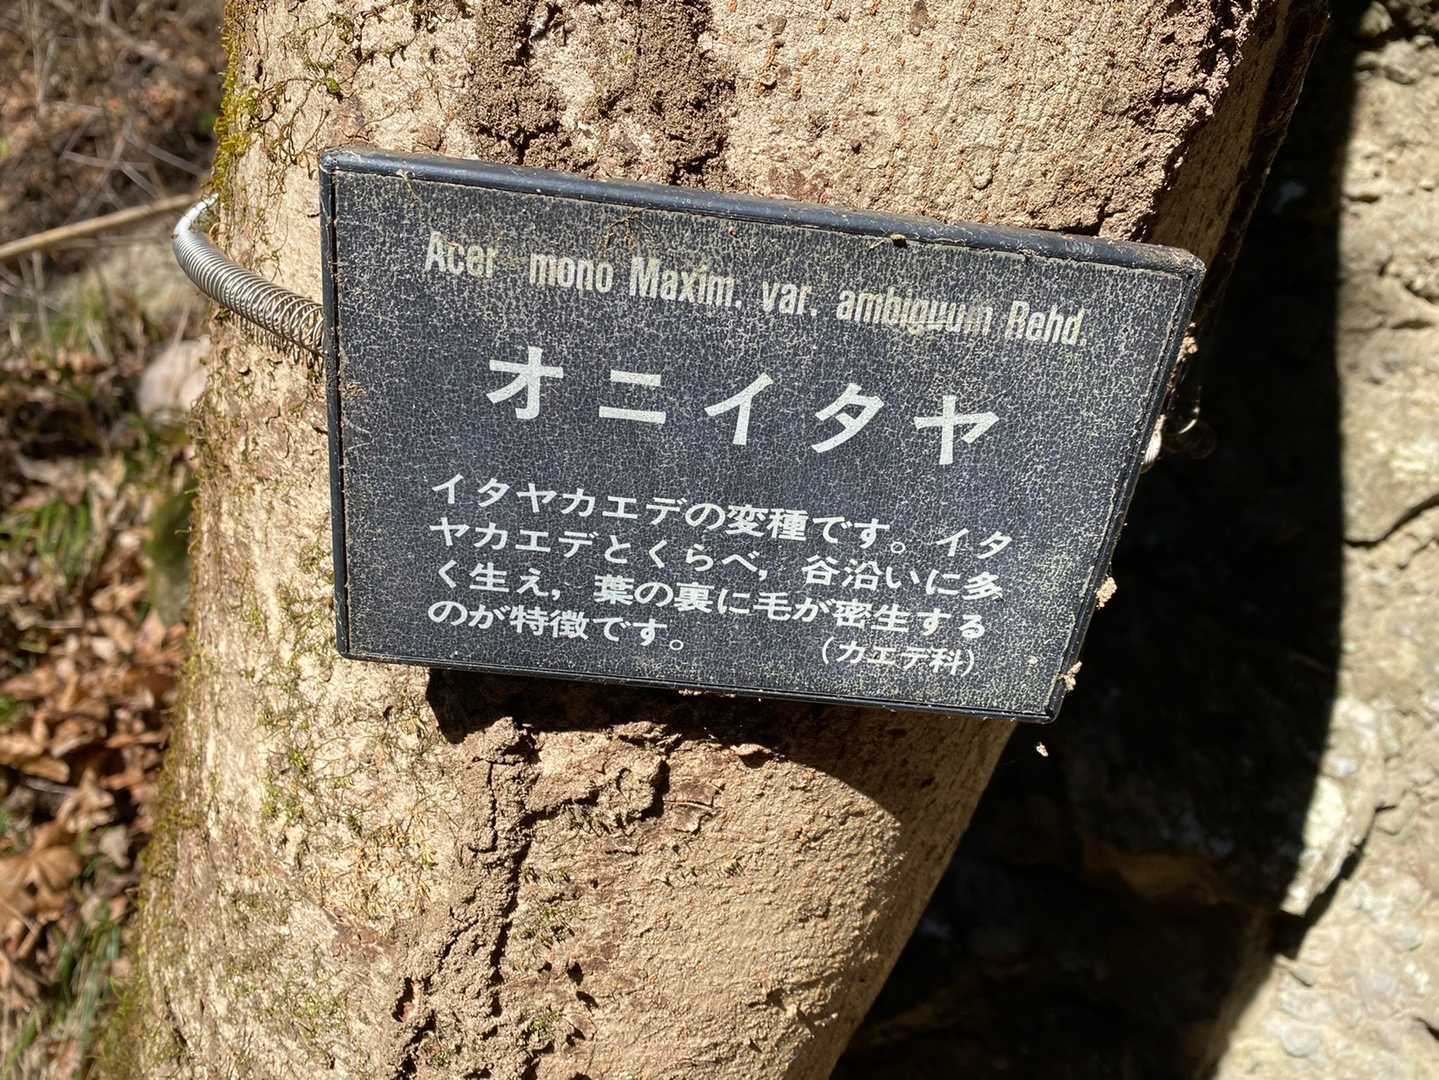 Acer mono Maxim. var. ambiguum Rehd.
オニイタヤ
イタヤカエデの変種です。イタ
ヤカエデとくらべ，谷沿いに多
く生え，葉の裏に毛が密生する
のが特徴です。　　　（カエデ科）